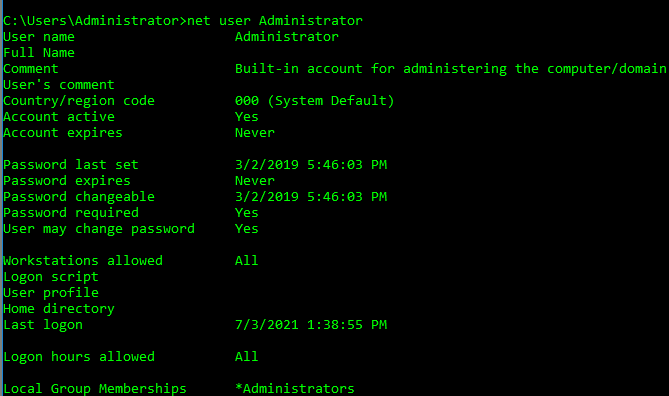 C:\Users\Administrator>net user Administrator
User name                    Administrator
Full Name
Comment                      Built-in account for administering the computer/domain
User's comment
Country/region code          000 (System Default)
Account active               Yes
Account expires              Never

Password last set            3/2/2019 5:46:03 PM
Password expires             Never
Password changeable          3/2/2019 5:46:03 PM
Password required            Yes
User may change password     Yes

Workstations allowed         All
Logon script
User profile
Home directory
Last logon                   7/3/2021 1:38:55 PM

Logon hours allowed          All

Local Group Memberships      *Administrators